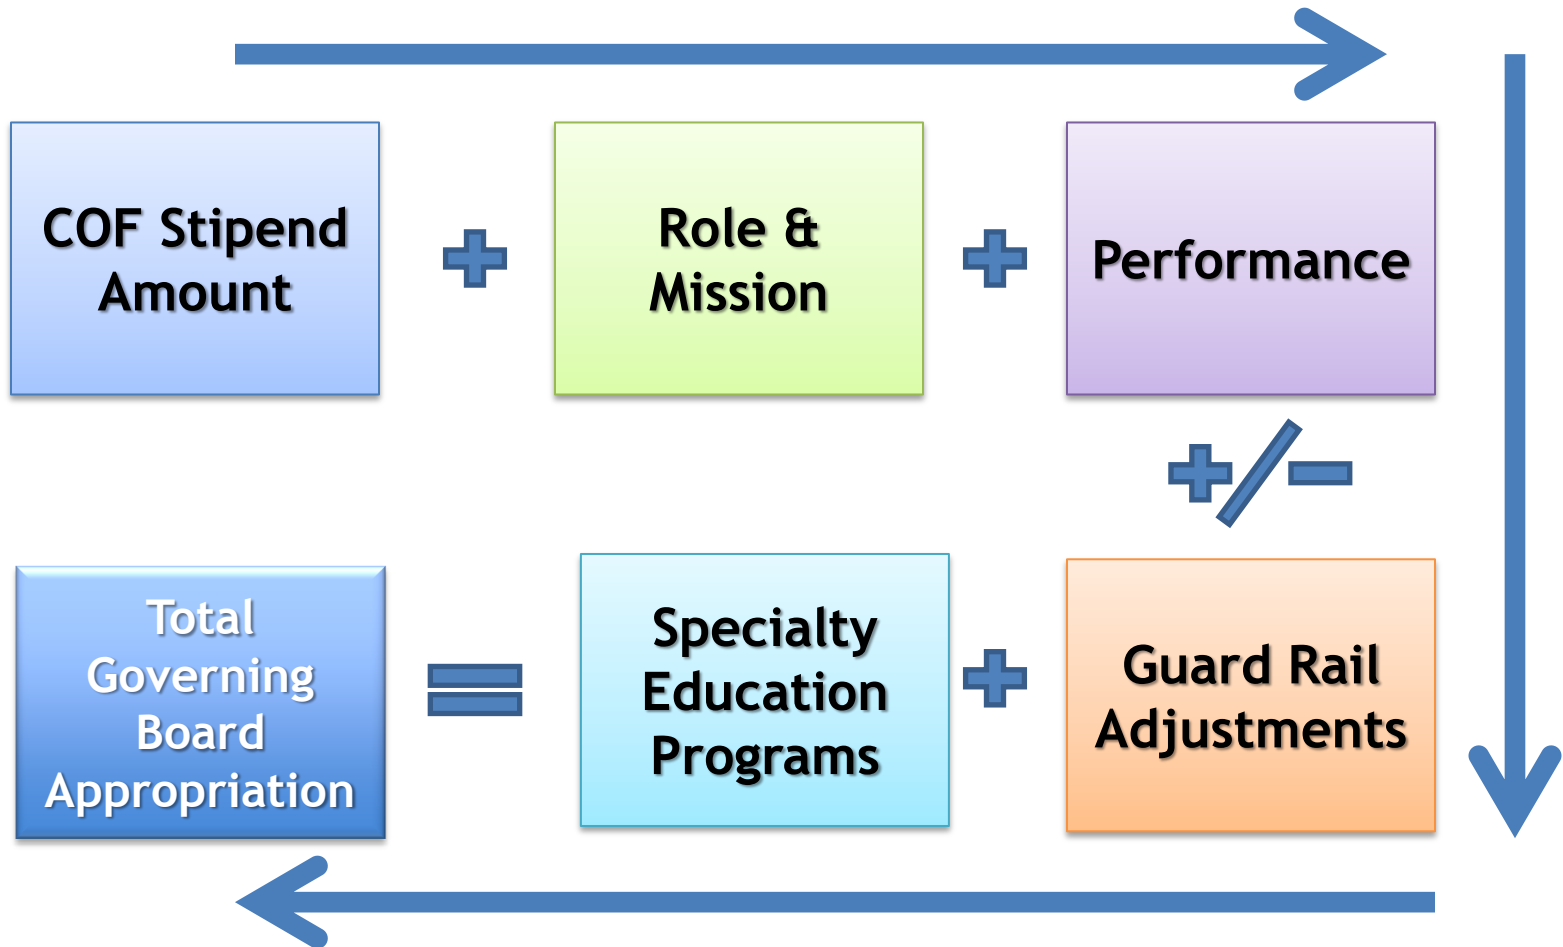 COF Stipend
Amount
Role &
Mission
Performance
Total
Governing
Board
Appropriation
Specialty
Education
Programs
Guard Rail
Adjustments